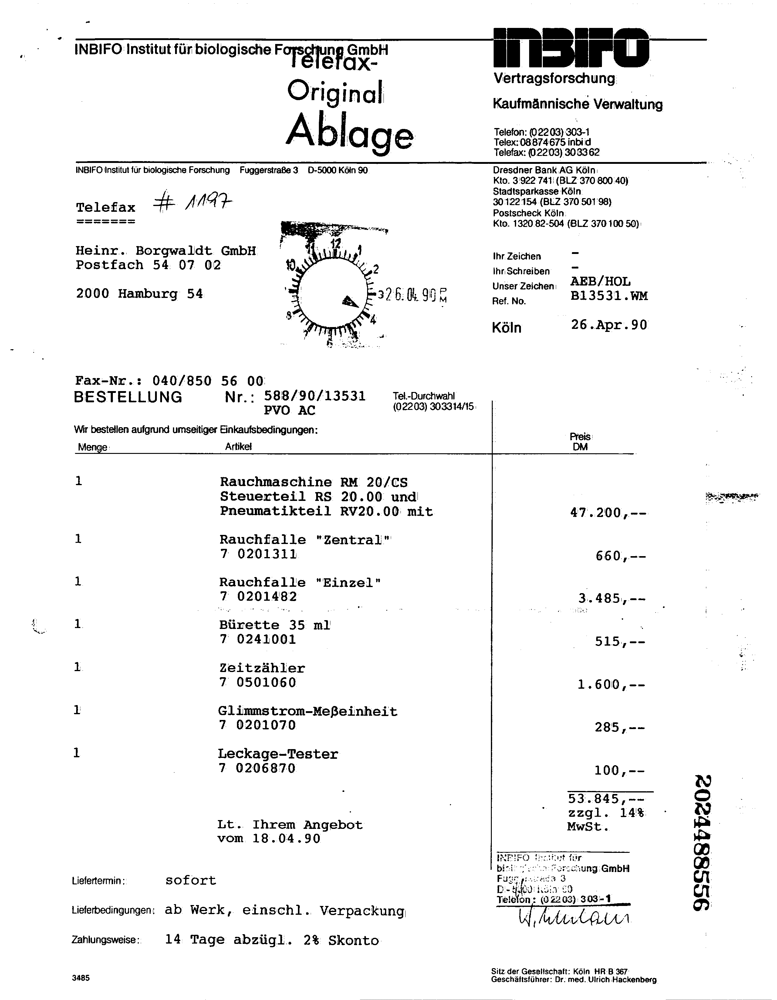 INBIFO Institut für biologische Forschung GmbH
Telefax-
Original
Ablage
INBIFO
Vertragsforschung
Kaufmännische Verwaltung
Telefon: (02203) 303-1
Telex: 08874675 inbi d
Telefax: (02203) 303362
INBIFO Institut für biologische Forschung Fuggerstraße 3 D-5000 Köln 90
Dresdner Bank AG Köln
Kto. 3 922 741 (BLZ 370 800 40)
Stadtsparkasse Köln
30 122 154 (BLZ 370 501 98)
Postscheck Köln
Kto. 1320 82-504 (BLZ 370 100 50)
Telefax # 1197
=======
Heinr. Borgwaldt GmbH
Postfach 54 07 02
2000 Hamburg 54
12 1 2 3 4 6 8 10
26.04.90 PM
Ihr Zeichen –
Ihr Schreiben –
Unser Zeichen AEB/HOL
Ref. No. B13531.WM
Köln 26.Apr.90
Fax-Nr.: 040/850 56 00
BESTELLUNG Nr.: 588/90/13531
PVO AC
Tel.-Durchwahl
(02203) 303314/15
Wir bestellen aufgrund umseitiger Einkaufsbedingungen:
Menge Artikel Preis DM
1 Rauchmaschine RM 20/CS
Steuerteil RS 20.00 und
Pneumatikteil RV20.00 mit 47.200,--
1 Rauchfalle "Zentral"
7 0201311 660,--
1 Rauchfalle "Einzel"
7 0201482 3.485,--
1 Bürette 35 ml
7 0241001 515,--
1 Zeitzähler
7 0501060 1.600,--
1 Glimmstrom-Meßeinheit
7 0201070 285,--
1 Leckage-Tester
7 0206870 100,--
53.845,--
zzgl. 14%
MwSt.
Lt. Ihrem Angebot
vom 18.04.90
INBIFO Institut für
biologische Forschung GmbH
Fuggerstraße 3
D-5000 Köln 90
Telefon: (02203) 303-1
Liefertermin: sofort
Lieferbedingungen: ab Werk, einschl. Verpackung
Zahlungsweise: 14 Tage abzügl. 2% Skonto
3485
Sitz der Gesellschaft: Köln HR B 367
Geschäftsführer: Dr. med. Ulrich Hackenberg
2024488556